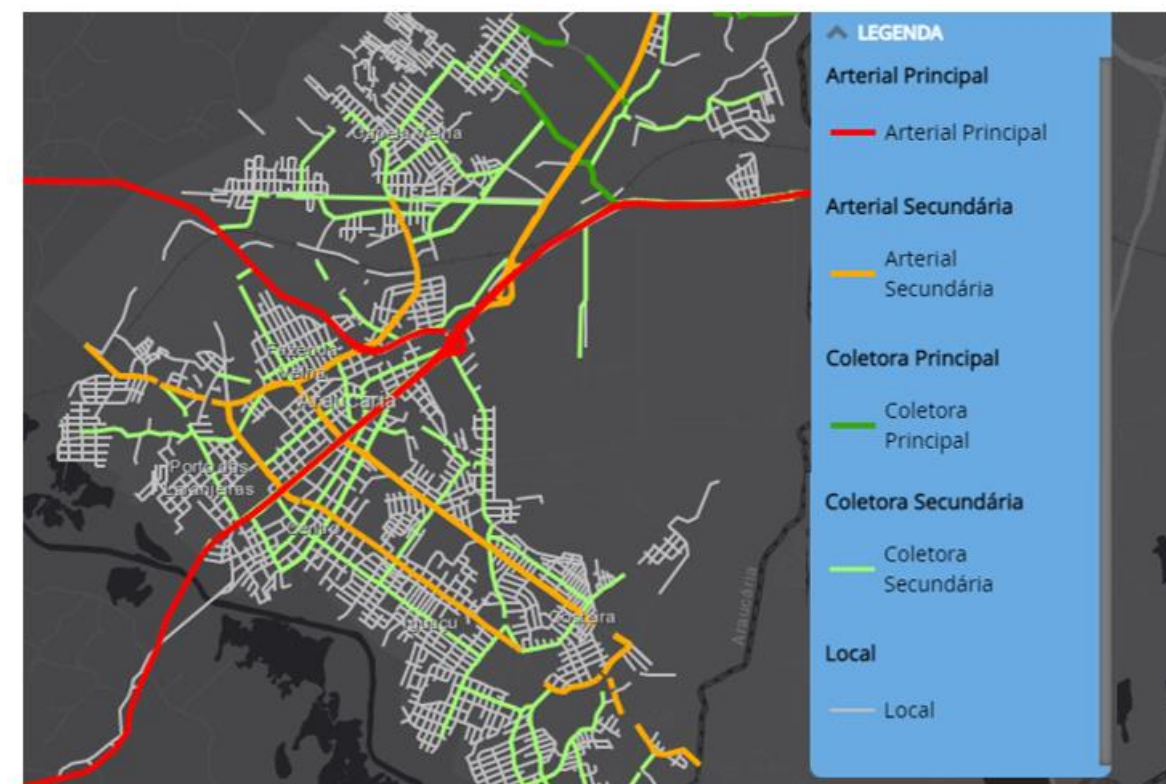 LEGENDA
Arterial Principal
Arterial Principal
Arterial Secundária
Arterial
Secundária
Coletora Principal
Coletora
Principal
Coletora Secundária
Coletora
Secundária
Local
Local
Capela Velha
Fazenda
Velha
Araucária
Porto das
Laranjeiras
Centro
Iguaçu
Costeira
Araucária